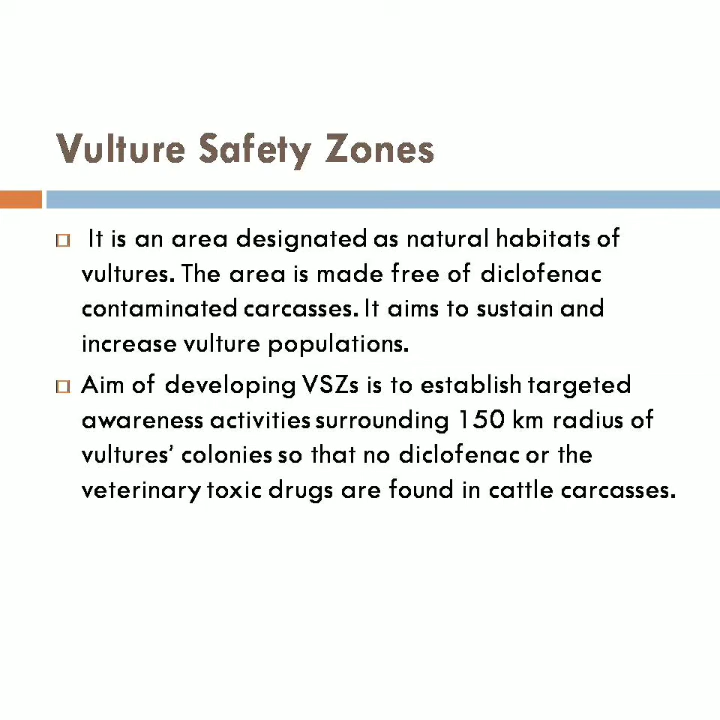 Vulture Safety Zones
It is an area designated as natural habitats of
vultures. The area is made free of diclofenac
contaminated carcasses. It aims to sustain and
increase vulture populations.
Aim of developing VSZs is to establish targeted
awareness activities surrounding 150 km radius of
vultures’ colonies so that no diclofenac or the
veterinary toxic drugs are found in cattle carcasses.